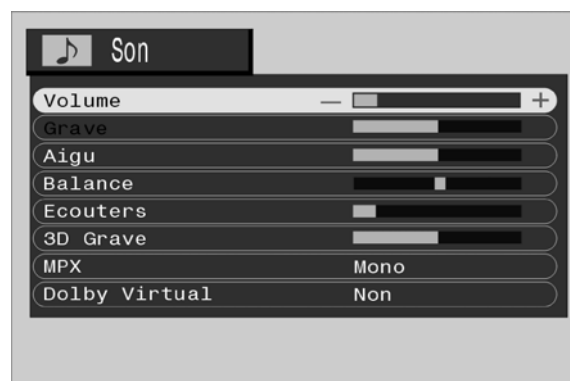 Son
Volume — +
Grave
Aigu
Balance
Ecouters
3D Grave
MPX Mono
Dolby Virtual Non